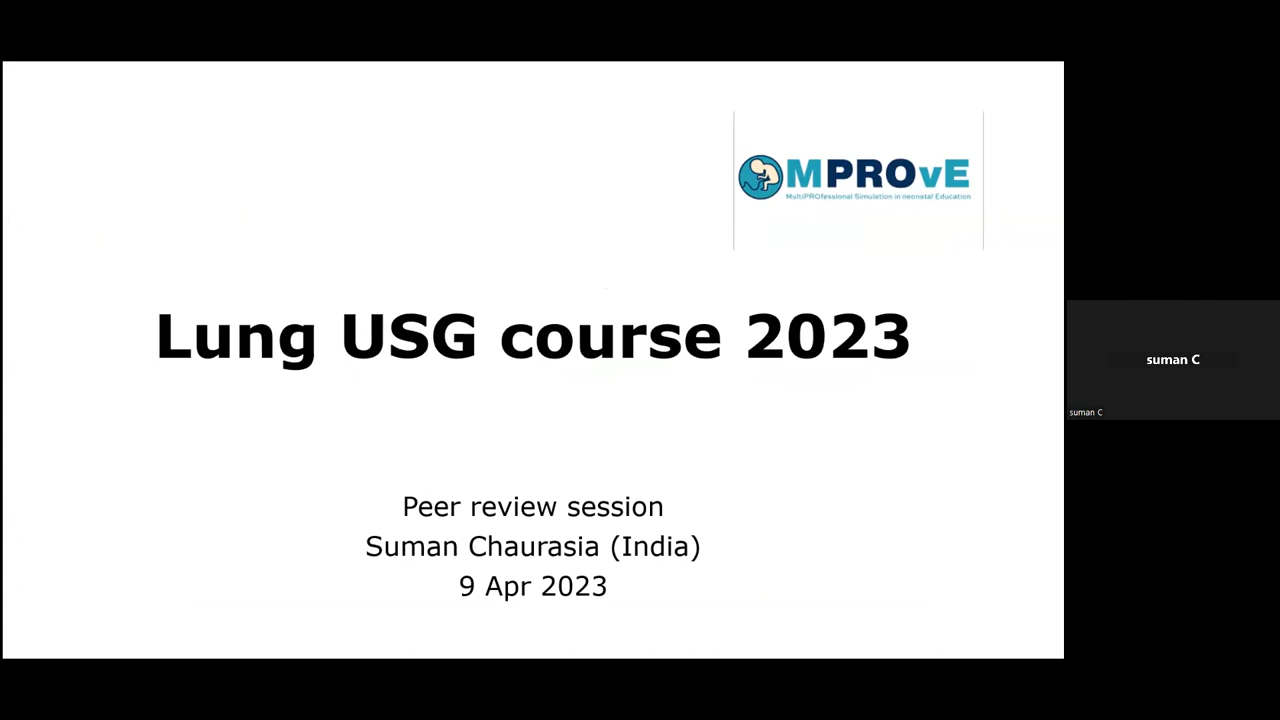 MPROvE
MultiPROfessional Simulation in neonatal Education
Lung USG course 2023
Peer review session
Suman Chaurasia (India)
9 Apr 2023
suman C
suman C